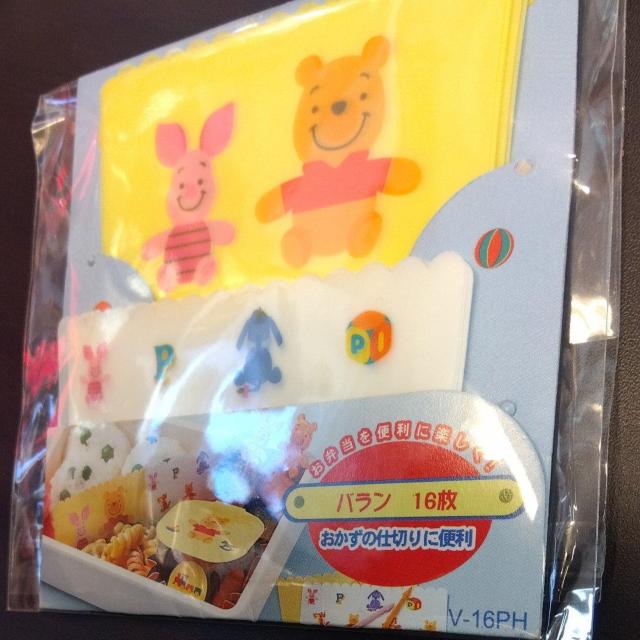 P
P
お弁当を便利に楽しく!
バラン 16枚
おかずの仕切りに便利
V-16PH